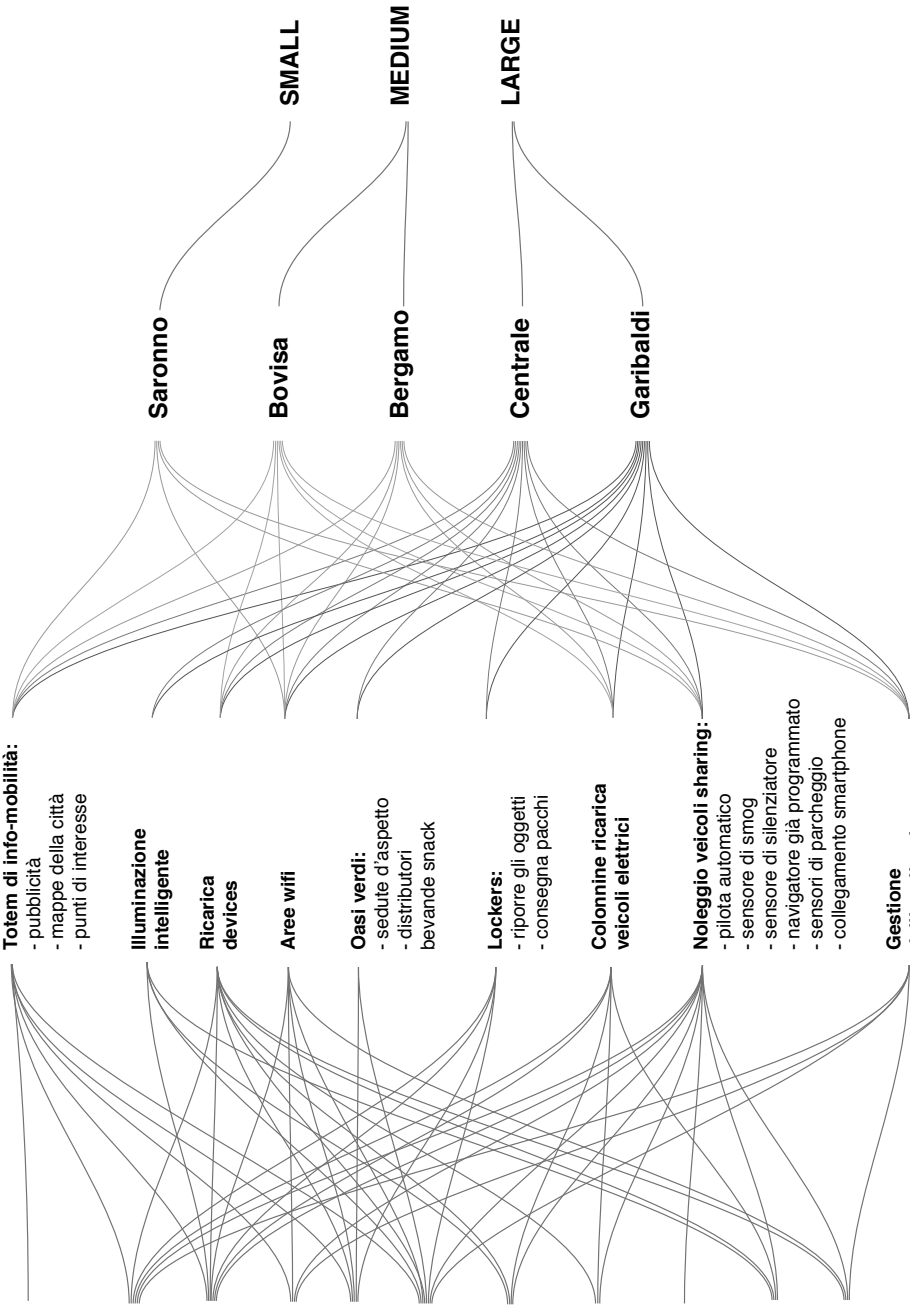 SMALL
MEDIUM
LARGE
Saronno
Bovisa
Bergamo
Centrale
Garibaldi
Totem di info-mobilità:
- pubblicità
- mappe della città
- punti di interesse
Illuminazione
intelligente
Ricarica
devices
Aree wifi
Oasi verdi:
- sedute d'aspetto
- distributori
bevande snack
Lockers:
- riporre gli oggetti
- consegna pacchi
Colonnine ricarica
veicoli elettrici
Noleggio veicoli sharing:
- pilota automatico
- sensore di smog
- sensore di silenziatore
- navigatore già programmato
- sensori di parcheggio
- collegamento smartphone
Gestione